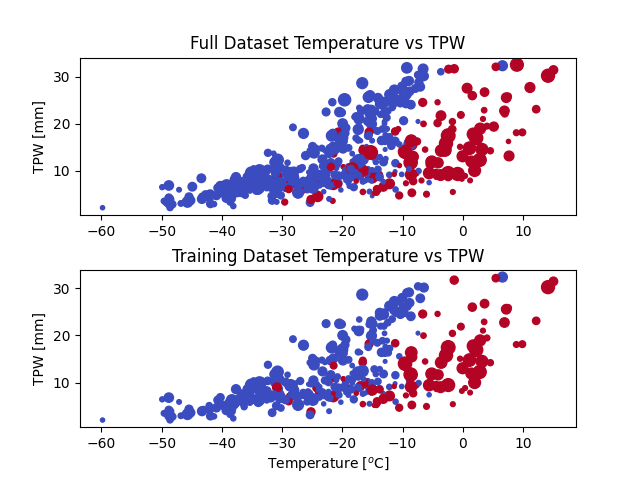 Full Dataset Temperature vs TPW
TPW [mm]
30
20
10
−60 −50 −40 −30 −20 −10 0 10
Training Dataset Temperature vs TPW
TPW [mm]
30
20
10
−60 −50 −40 −30 −20 −10 0 10
Temperature [°C]